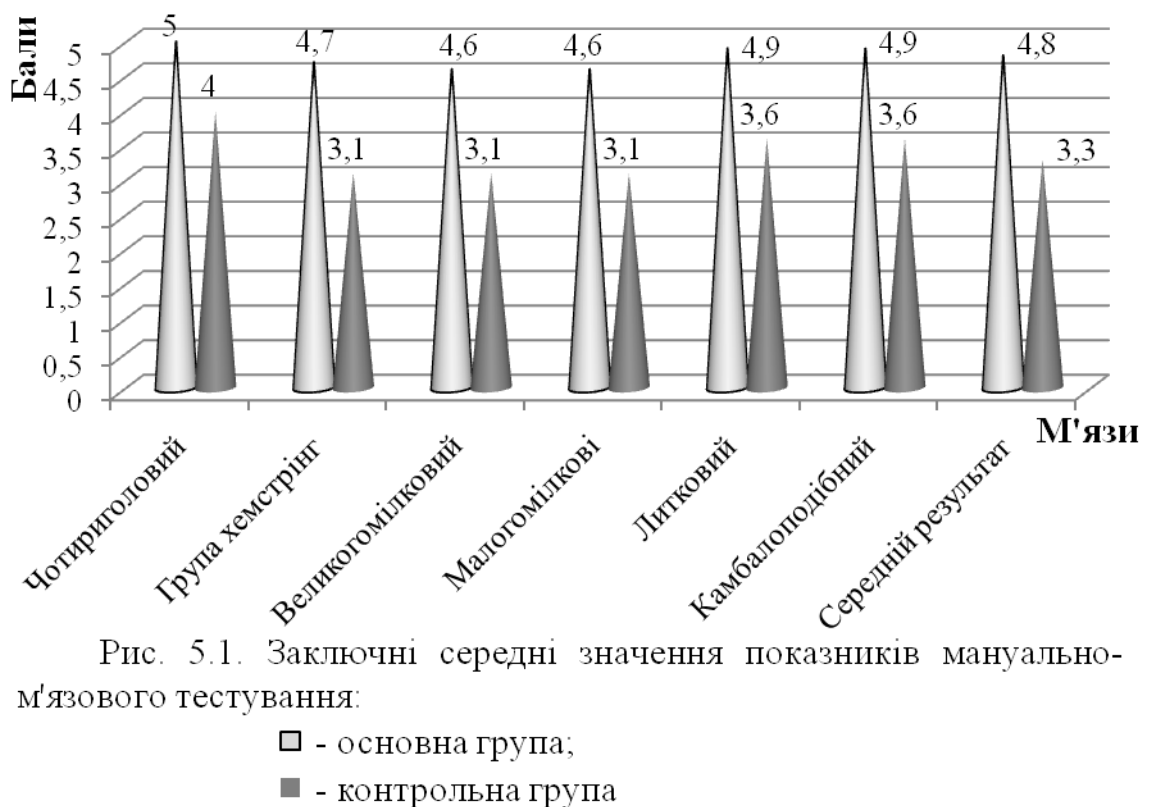 Бали
5 4,7 4,6 4,6 4,9 4,9 4,8
4 3,1 3,1 3,1 3,6 3,6 3,3
5
4,5
4
3,5
3
2,5
2
1,5
1
0,5
0
М'язи
Чотириголовий
Група хемстрінг
Великогомілковий
Малогомілкові
Литковий
Камбалоподібний
Середній результат
Рис. 5.1. Заключні середні значення показників мануально-
м'язового тестування:
- основна група;
- контрольна група